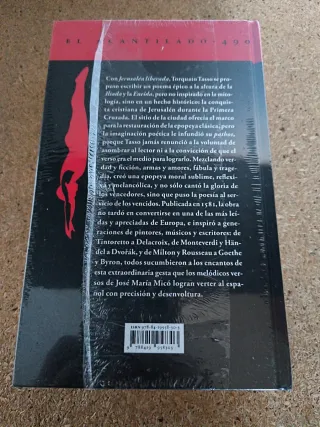 EL ACANTILADO 490
Con Jerusalén liberada, Torquato Tasso se pro-
puso escribir un poema épico a la altura de la
Ilíada y la Eneida, pero no inspirado en la mito-
logía, sino en un hecho histórico: la conquis-
ta cristiana de Jerusalén durante la Primera
Cruzada. El sitio de la ciudad ofrecía el marco
para la restauración de la epopeya clásica; pero
la imaginación poética le infundió su pathos,
porque Tasso jamás renunció a la voluntad de
asombrar al lector ni a la convicción de que el
verso era el medio para lograrlo. Mezclando ver-
dad y ficción, armas y amores, fábula y trage-
dia, creó una epopeya moral sublime, reflexi-
va y melancólica, y no sólo cantó la gloria de
los vencedores, sino que puso la poesía al ser-
vicio de los vencidos. Publicada en 1581, la obra
no tardó en convertirse en una de las más leí-
das y apreciadas de Europa, e inspiró a gene-
raciones de pintores, músicos y escritores: de
Tintoretto a Delacroix, de Monteverdi y Hän-
del a Dvořák, y de Milton y Rousseau a Goethe
y Byron, todos sucumbieron a los encantos de
esta extraordinaria gesta que los melódicos ver-
sos de José María Micó logran verter al espa-
ñol con precisión y desenvoltura.